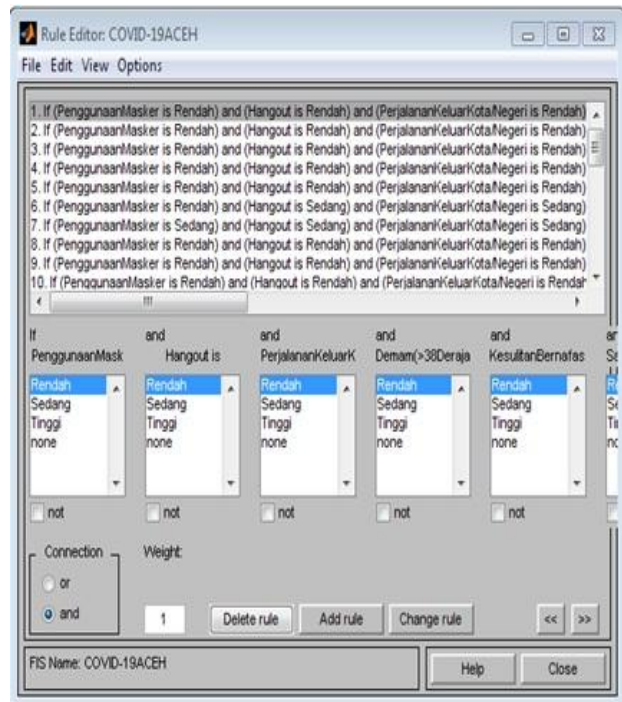 Rule Editor: COVID-19ACEH
File Edit View Options
1. If (PenggunaanMasker is Rendah) and (Hangout is Rendah) and (PerjalananKeluarKota/Negeri is Rendah)
2. If (PenggunaanMasker is Rendah) and (Hangout is Rendah) and (PerjalananKeluarKota/Negeri is Rendah)
3. If (PenggunaanMasker is Rendah) and (Hangout is Rendah) and (PerjalananKeluarKota/Negeri is Rendah)
4. If (PenggunaanMasker is Rendah) and (Hangout is Rendah) and (PerjalananKeluarKota/Negeri is Rendah)
5. If (PenggunaanMasker is Rendah) and (Hangout is Rendah) and (PerjalananKeluarKota/Negeri is Rendah)
6. If (PenggunaanMasker is Rendah) and (Hangout is Sedang) and (PerjalananKeluarKota/Negeri is Sedang)
7. If (PenggunaanMasker is Sedang) and (Hangout is Sedang) and (PerjalananKeluarKota/Negeri is Sedang)
8. If (PenggunaanMasker is Rendah) and (Hangout is Rendah) and (PerjalananKeluarKota/Negeri is Rendah)
9. If (PenggunaanMasker is Rendah) and (Hangout is Rendah) and (PerjalananKeluarKota/Negeri is Rendah)
10. If (PenggunaanMasker is Rendah) and (Hangout is Rendah) and (PerjalananKeluarKota/Negeri is Rendah
If and and and and
PenggunaanMask Hangout is PerjalananKeluarK Demam(>38Deraja KesulitanBernafas
Rendah Rendah Rendah Rendah Rendah
Sedang Sedang Sedang Sedang Sedang
Tinggi Tinggi Tinggi Tinggi Tinggi
none none none none none
not not not not not
Connection Weight:
or
and 1 Delete rule Add rule Change rule << >>
FIS Name: COVID-19ACEH Help Close